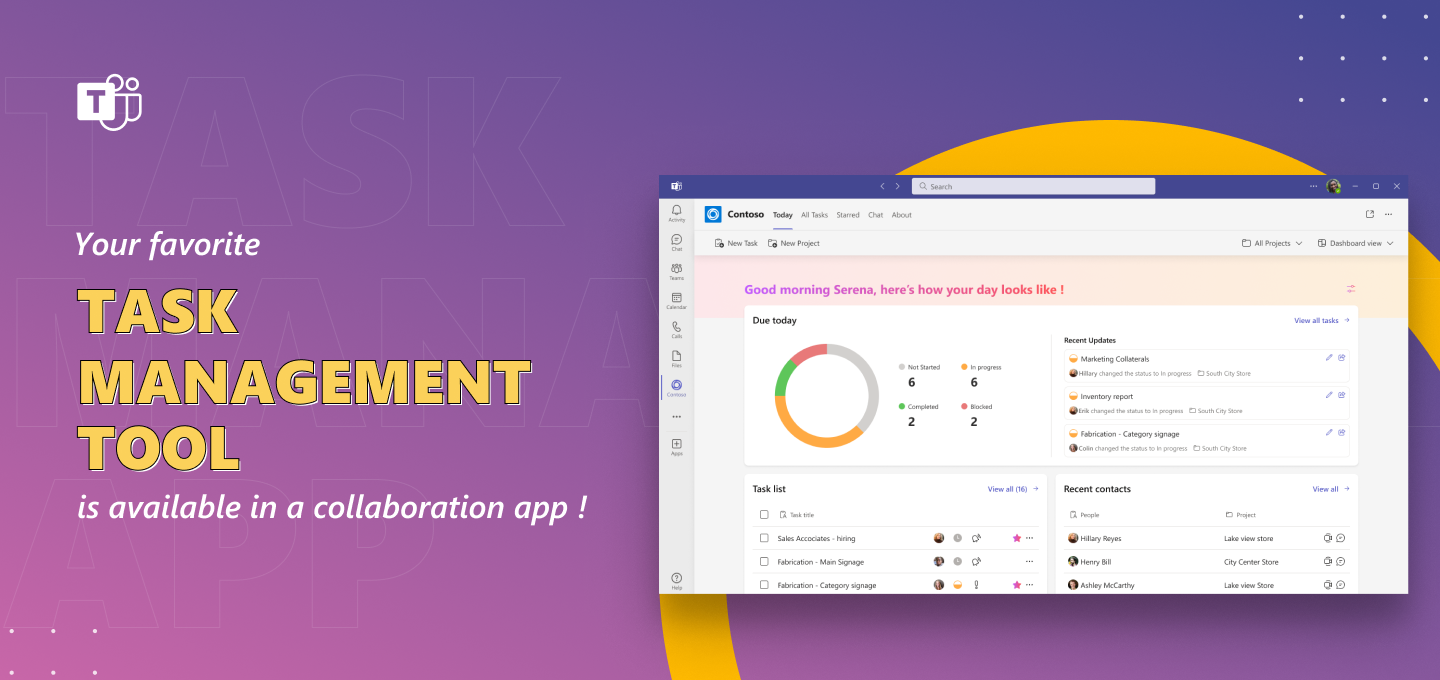 TASK
MANAGEMENT
APP
T
Your favorite
TASK
MANAGEMENT
TOOL
is available in a collaboration app !
Search
Activity
Chat
Teams
Calendar
Calls
Files
Contoso
Apps
Help
Contoso Today All Tasks Starred Chat About
New Task New Project All Projects Dashboard view
Good morning Serena, here's how your day looks like !
Due today View all tasks
Not Started In progress
6 6
Completed Blocked
2 2
Recent Updates
Marketing Collaterals
Hillary changed the status to In progress South City Store
Inventory report
Erik changed the status to In progress South City Store
Fabrication - Category signage
Colin changed the status to In progress South City Store
Task list View all (16)
Task title
Sales Accociates - hiring
Fabrication - Main Signage
Fabrication - Category signage
Recent contacts View all
People Project
Hillary Reyes Lake view store
Henry Bill City Center Store
Ashley McCarthy Lake view Store